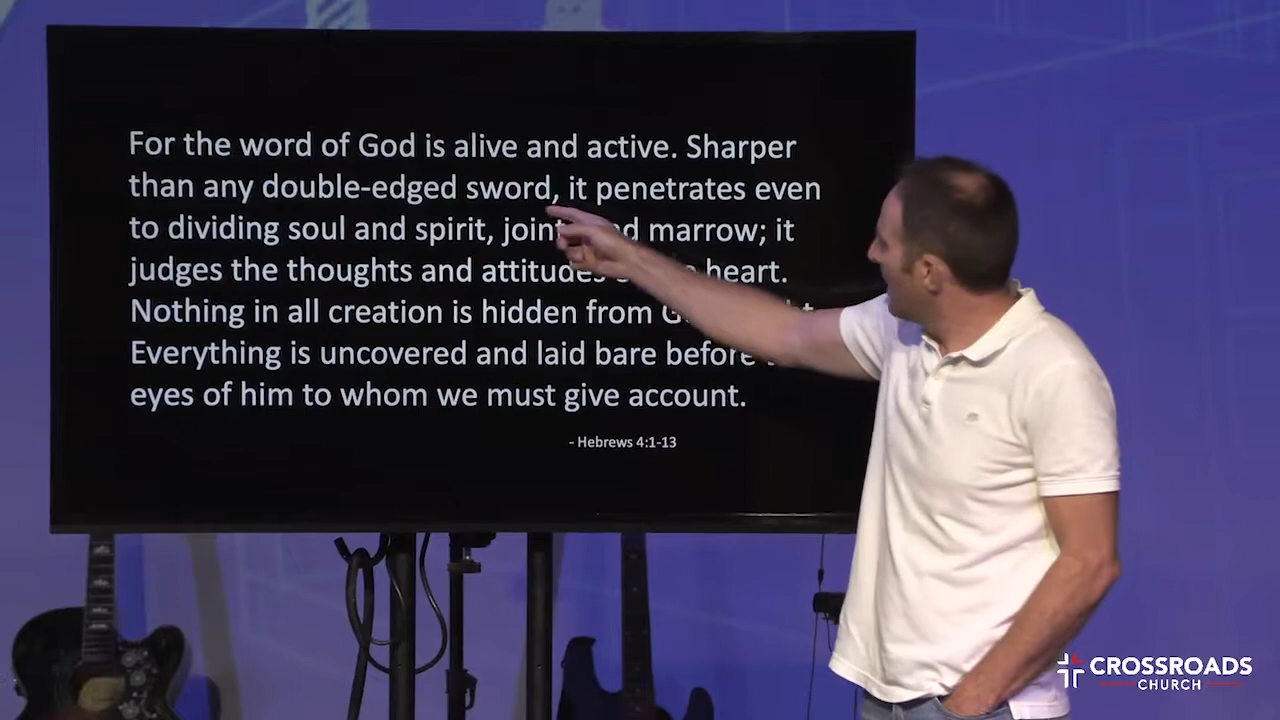 For the word of God is alive and active. Sharper
than any double-edged sword, it penetrates even
to dividing soul and spirit, marrow; it
judges the thoughts and heart.
Nothing in all creation is hidden from
Everything is uncovered and laid bare before
eyes of him to whom we must give account.
- Hebrews 4:1-13
CROSSROADS
CHURCH